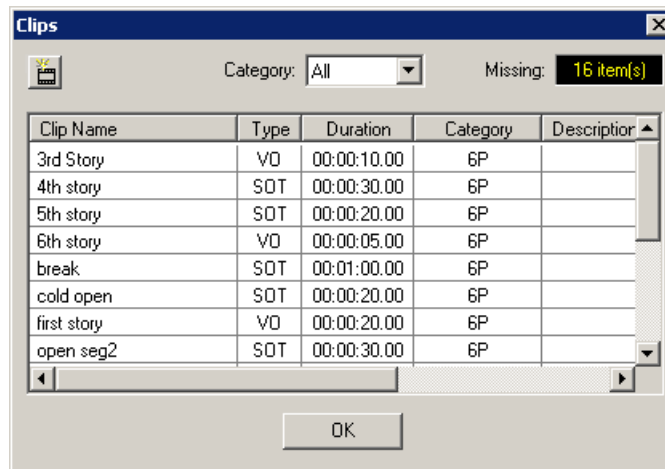 Clips
Category: All Missing: 16 item(s)
Clip Name Type Duration Category Description
3rd Story VO 00:00:10.00 6P
4th story SOT 00:00:30.00 6P
5th story SOT 00:00:20.00 6P
6th story VO 00:00:05.00 6P
break SOT 00:01:00.00 6P
cold open SOT 00:00:20.00 6P
first story VO 00:00:20.00 6P
open seg2 SOT 00:00:30.00 6P
OK